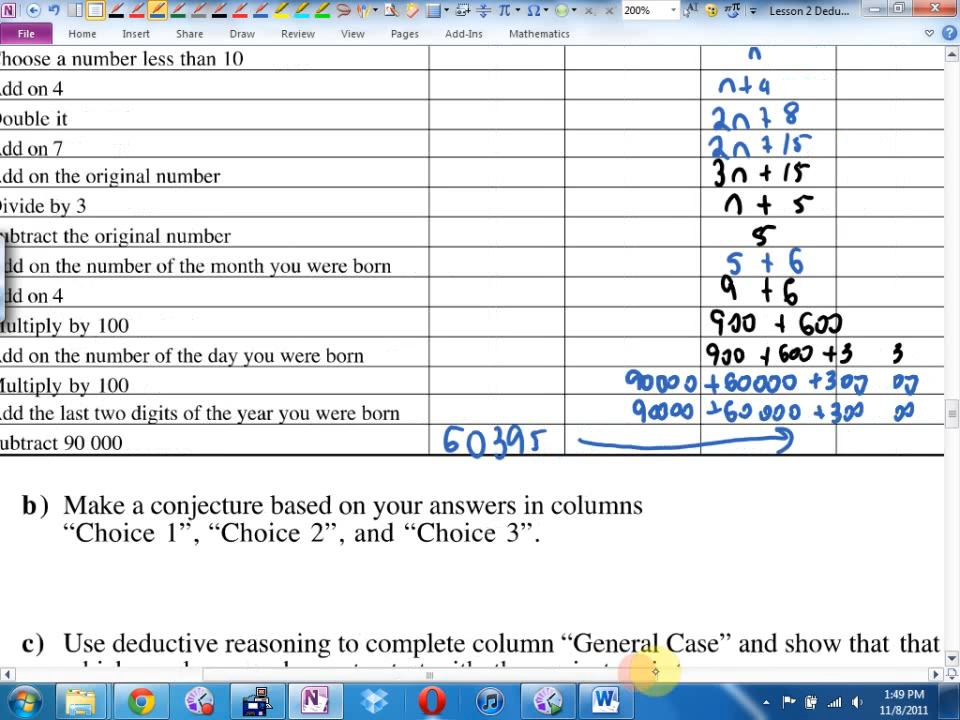 200% Lesson 2 Dedu...
File Home Insert Share Draw Review View Pages Add-Ins Mathematics
hoose a number less than 10 n
dd on 4 n+4
ouble it 2n + 8
dd on 7 2n + 15
dd on the original number 3n + 15
ivide by 3 n + 5
ubtract the original number 5
dd on the number of the month you were born 5 + 6
dd on 4 9 + 6
ultiply by 100 900 + 600
dd on the number of the day you were born 900 + 600 + 3 3
ultiply by 100 90000 + 60000 + 300 00
dd the last two digits of the year you were born 90000 + 60000 + 300 00
ubtract 90 000 60395
b) Make a conjecture based on your answers in columns
“Choice 1”, “Choice 2”, and “Choice 3”.
c) Use deductive reasoning to complete column “General Case” and show that that
1:49 PM
11/8/2011